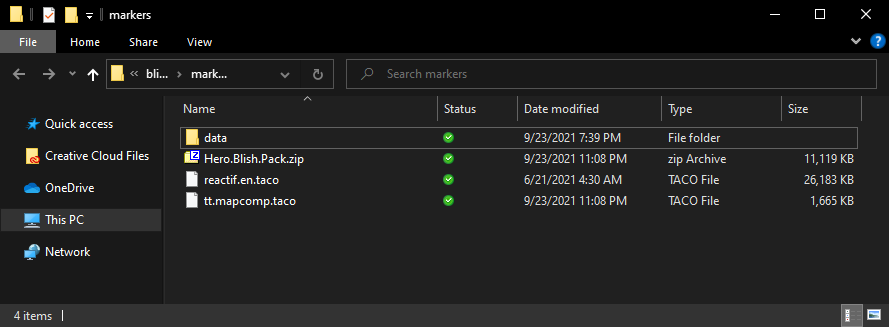 markers
File Home Share View
bli... mark... Search markers
Name Status Date modified Type Size
Quick access
Creative Cloud Files
OneDrive
This PC
Network
data 9/23/2021 7:39 PM File folder
Hero.Blish.Pack.zip 9/23/2021 11:08 PM zip Archive 11,119 KB
reactif.en.taco 6/21/2021 4:30 AM TACO File 26,183 KB
tt.mapcomp.taco 9/23/2021 11:08 PM TACO File 1,665 KB
4 items